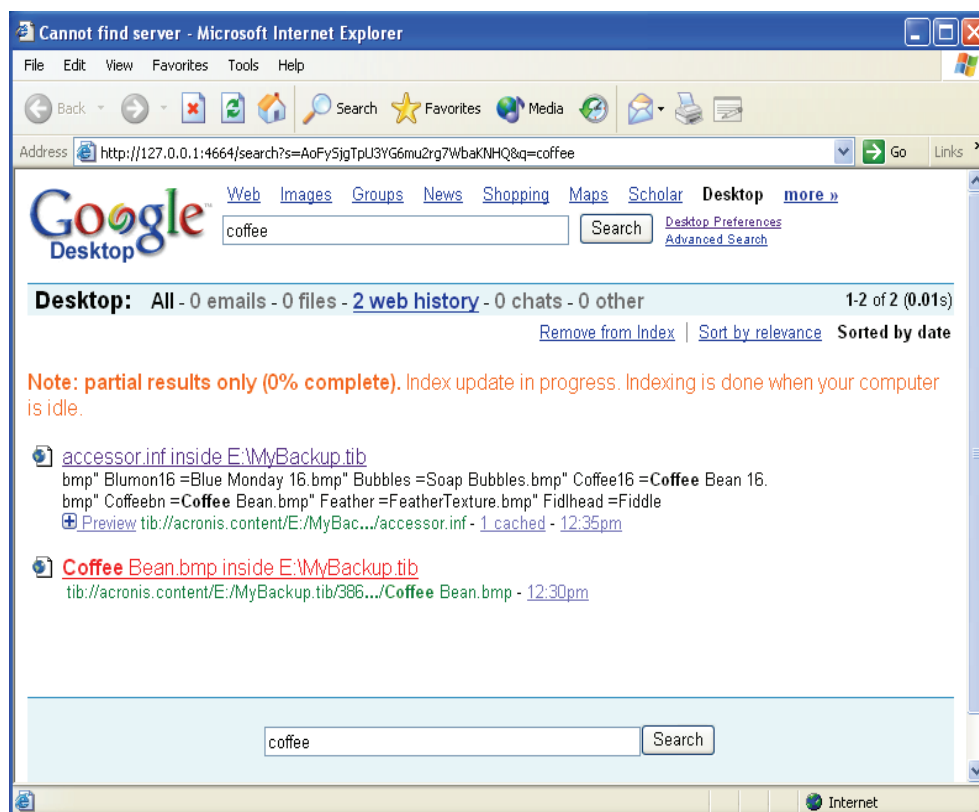 Cannot find server - Microsoft Internet Explorer
File Edit View Favorites Tools Help
Back Search Favorites Media
Address http://127.0.0.1:4664/search?s=AoFy5jgTpU3YG6mu2rg7WbaKNHQ&q=coffee Go Links
Google™ Desktop
Web Images Groups News Shopping Maps Scholar Desktop more »
coffee Search Desktop Preferences
Advanced Search
Desktop: All - 0 emails - 0 files - 2 web history - 0 chats - 0 other 1-2 of 2 (0.01s)
Remove from Index | Sort by relevance Sorted by date
Note: partial results only (0% complete). Index update in progress. Indexing is done when your computer
is idle.
accessor.inf inside E:\MyBackup.tib
bmp" Blumon16 =Blue Monday 16.bmp" Bubbles =Soap Bubbles.bmp" Coffee16 =Coffee Bean 16.
bmp" Coffeebn =Coffee Bean.bmp" Feather =FeatherTexture.bmp" Fidlhead =Fiddle
Preview tib://acronis.content/E:/MyBac.../accessor.inf - 1 cached - 12:35pm
Coffee Bean.bmp inside E:\MyBackup.tib
tib://acronis.content/E:/MyBackup.tib/386.../Coffee Bean.bmp - 12:30pm
coffee Search
Internet